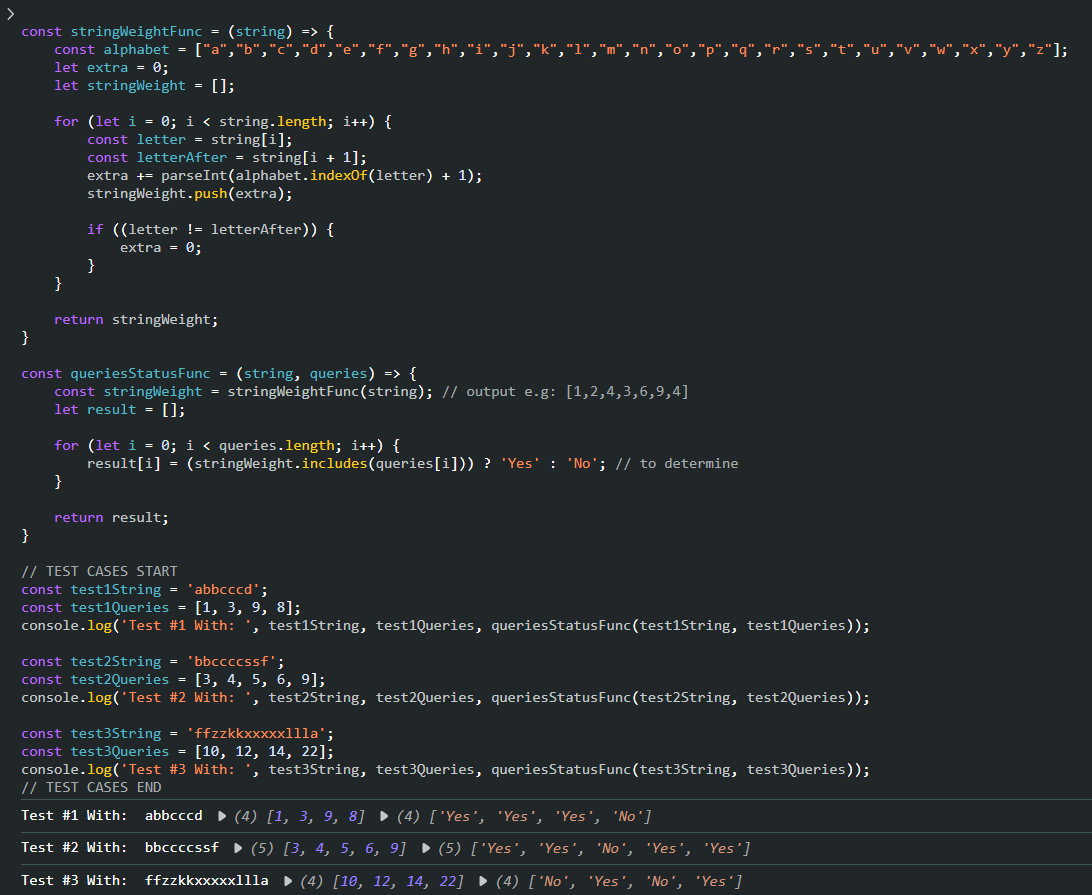 >
const stringWeightFunc = (string) => {
    const alphabet = ["a","b","c","d","e","f","g","h","i","j","k","l","m","n","o","p","q","r","s","t","u","v","w","x","y","z"];
    let extra = 0;
    let stringWeight = [];

    for (let i = 0; i < string.length; i++) {
        const letter = string[i];
        const letterAfter = string[i + 1];
        extra += parseInt(alphabet.indexOf(letter) + 1);
        stringWeight.push(extra);

        if ((letter != letterAfter)) {
            extra = 0;
        }
    }

    return stringWeight;
}

const queriesStatusFunc = (string, queries) => {
    const stringWeight = stringWeightFunc(string); // output e.g: [1,2,4,3,6,9,4]
    let result = [];

    for (let i = 0; i < queries.length; i++) {
        result[i] = (stringWeight.includes(queries[i])) ? 'Yes' : 'No'; // to determine
    }

    return result;
}

// TEST CASES START
const test1String = 'abbcccd';
const test1Queries = [1, 3, 9, 8];
console.log('Test #1 With: ', test1String, test1Queries, queriesStatusFunc(test1String, test1Queries));

const test2String = 'bbccccssf';
const test2Queries = [3, 4, 5, 6, 9];
console.log('Test #2 With: ', test2String, test2Queries, queriesStatusFunc(test2String, test2Queries));

const test3String = 'ffzzkkxxxxxllla';
const test3Queries = [10, 12, 14, 22];
console.log('Test #3 With: ', test3String, test3Queries, queriesStatusFunc(test3String, test3Queries));
// TEST CASES END
Test #1 With:  abbcccd ▶ (4) [1, 3, 9, 8] ▶ (4) ['Yes', 'Yes', 'Yes', 'No']
Test #2 With:  bbccccssf ▶ (5) [3, 4, 5, 6, 9] ▶ (5) ['Yes', 'Yes', 'No', 'Yes', 'Yes']
Test #3 With:  ffzzkkxxxxxllla ▶ (4) [10, 12, 14, 22] ▶ (4) ['No', 'Yes', 'No', 'Yes']